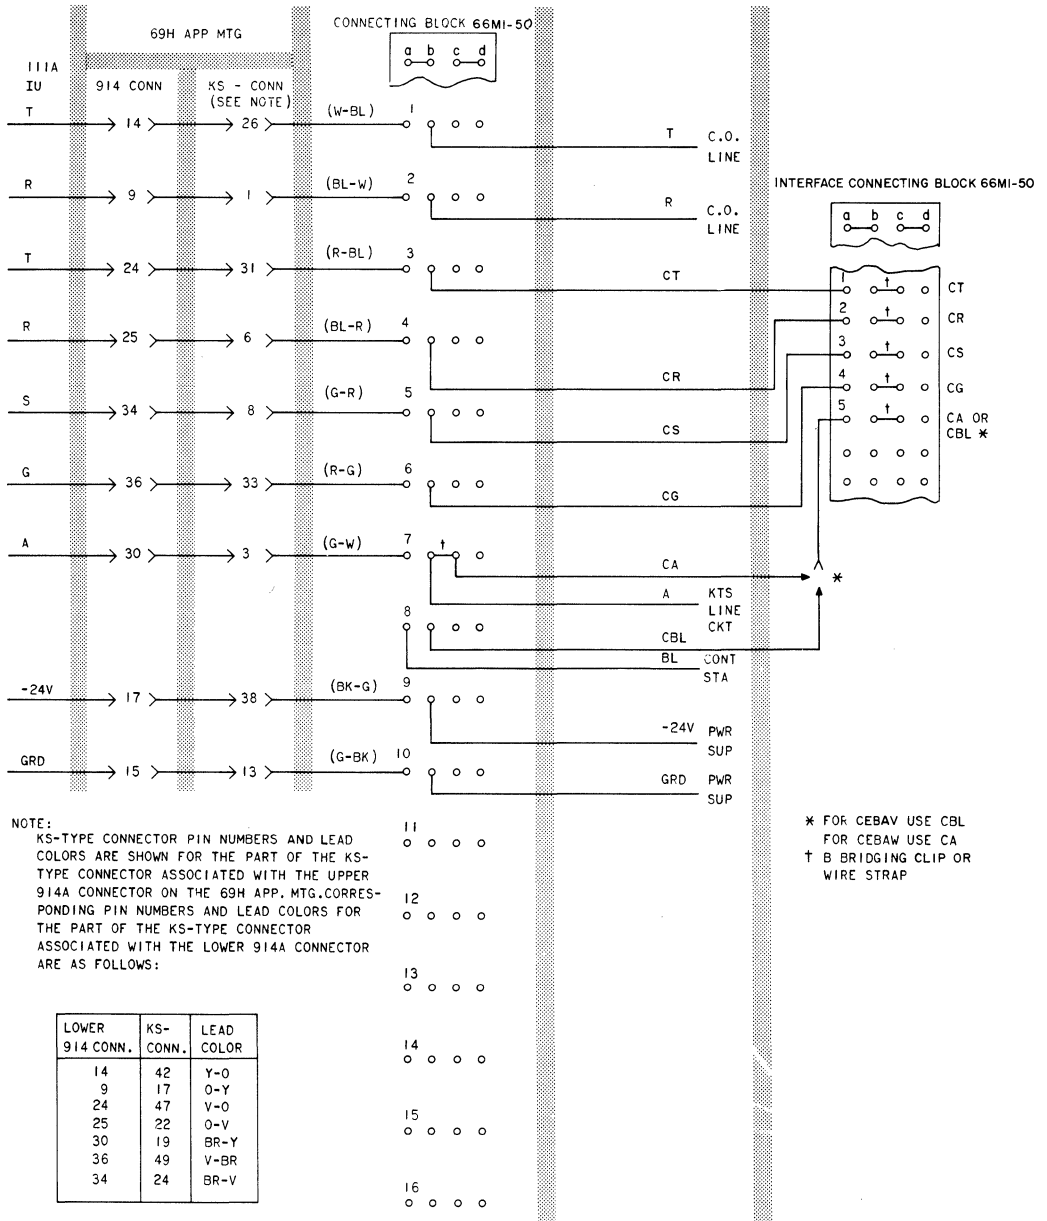 CONNECTING BLOCK 66MI-50
69H APP MTG
a b c d
111A
IU
914 CONN
KS - CONN
(SEE NOTE)
T 14 26 (W-BL) 1
T C.O.
LINE
R 9 1 (BL-W) 2
R C.O.
LINE
INTERFACE CONNECTING BLOCK 66MI-50
a b c d
T 24 31 (R-BL) 3
CT
1 † CT
R 25 6 (BL-R) 4
CR
2 † CR
3 † CS
S 34 8 (G-R) 5
CS
4 † CG
5 † CA OR
CBL *
G 36 33 (R-G) 6
CG
A 30 3 (G-W) 7 †
CA *
A KTS
LINE
CKT
8
CBL
BL CONT
STA
-24V 17 38 (BK-G) 9
-24V PWR
SUP
GRD 15 13 (G-BK) 10
GRD PWR
SUP
NOTE:
KS-TYPE CONNECTOR PIN NUMBERS AND LEAD
COLORS ARE SHOWN FOR THE PART OF THE KS-
TYPE CONNECTOR ASSOCIATED WITH THE UPPER
914A CONNECTOR ON THE 69H APP. MTG. CORRES-
PONDING PIN NUMBERS AND LEAD COLORS FOR
THE PART OF THE KS-TYPE CONNECTOR
ASSOCIATED WITH THE LOWER 914A CONNECTOR
ARE AS FOLLOWS:
* FOR CEBAV USE CBL
FOR CEBAW USE CA
† B BRIDGING CLIP OR
WIRE STRAP
11
12
13
14
15
16
LOWER 914 CONN. KS-CONN. LEAD COLOR
14 42 Y-O
9 17 O-Y
24 47 V-O
25 22 O-V
30 19 BR-Y
36 49 V-BR
34 24 BR-V